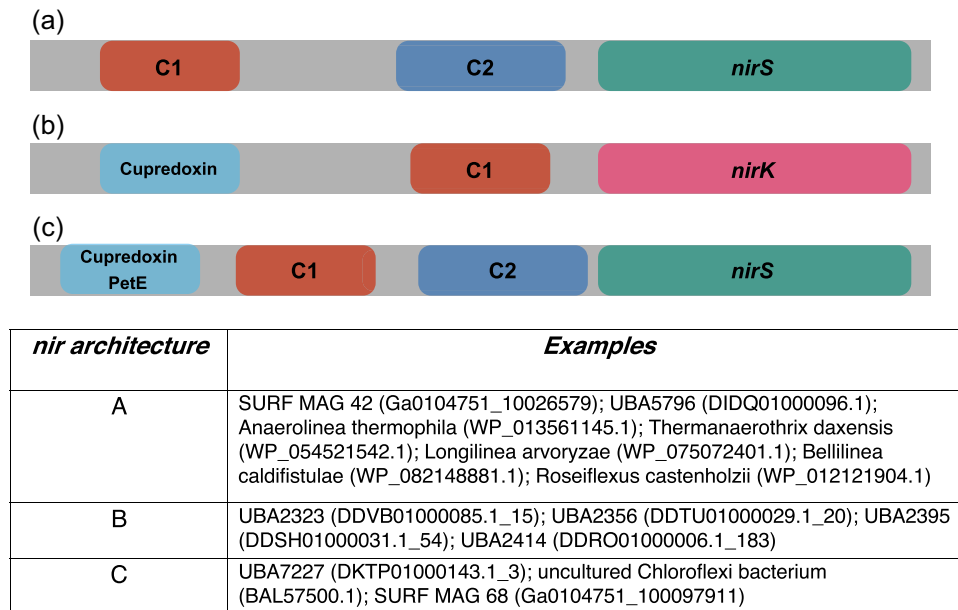 (a)
C1 C2 nirS
(b)
Cupredoxin C1 nirK
(c)
Cupredoxin
PetE
C1 C2 nirS
nir architecture Examples
A
SURF MAG 42 (Ga0104751_10026579); UBA5796 (DIDQ01000096.1);
Anaerolinea thermophila (WP_013561145.1); Thermanaerothrix daxensis
(WP_054521542.1); Longilinea arvoryzae (WP_075072401.1); Bellilinea
caldifistulae (WP_082148881.1); Roseiflexus castenholzii (WP_012121904.1)
B
UBA2323 (DDVB01000085.1_15); UBA2356 (DDTU01000029.1_20); UBA2395
(DDSH01000031.1_54); UBA2414 (DDRO01000006.1_183)
C
UBA7227 (DKTP01000143.1_3); uncultured Chloroflexi bacterium
(BAL57500.1); SURF MAG 68 (Ga0104751_100097911)